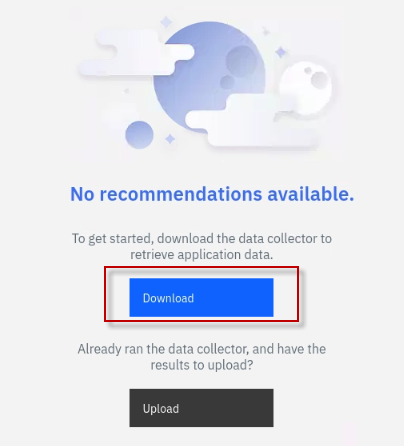 No recommendations available.
To get started, download the data collector to
retrieve application data.
Download
Already ran the data collector, and have the
results to upload?
Upload